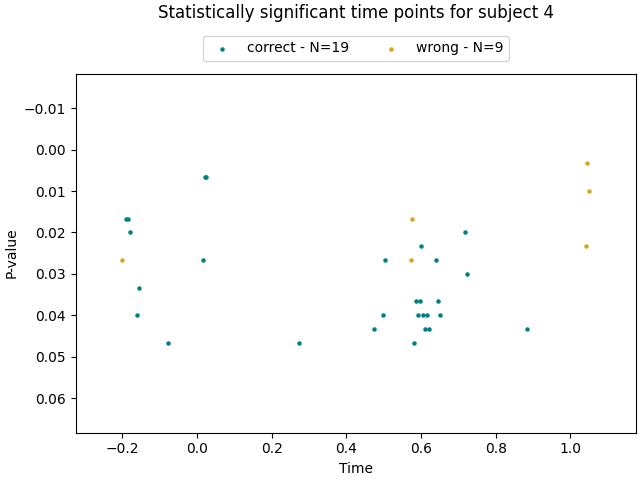 Statistically significant time points for subject 4
correct - N=19 wrong - N=9
−0.01
0.00
0.01
0.02
0.03
0.04
0.05
0.06
P-value
−0.2 0.0 0.2 0.4 0.6 0.8 1.0
Time